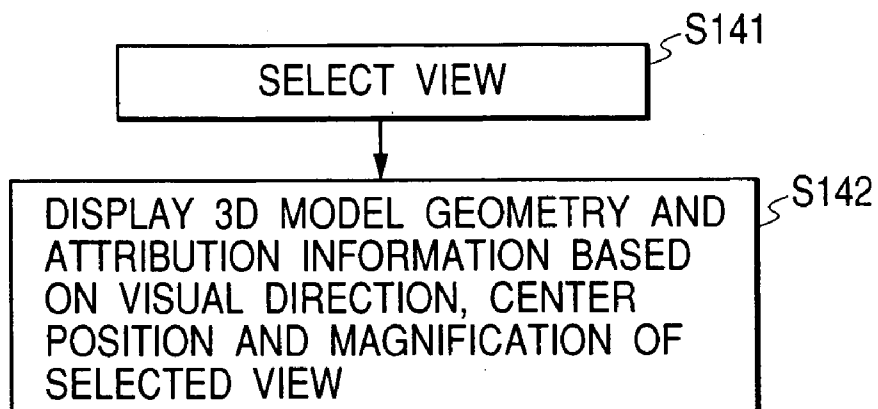 S141
SELECT VIEW
S142
DISPLAY 3D MODEL GEOMETRY AND
ATTRIBUTION INFORMATION BASED
ON VISUAL DIRECTION, CENTER
POSITION AND MAGNIFICATION OF
SELECTED VIEW